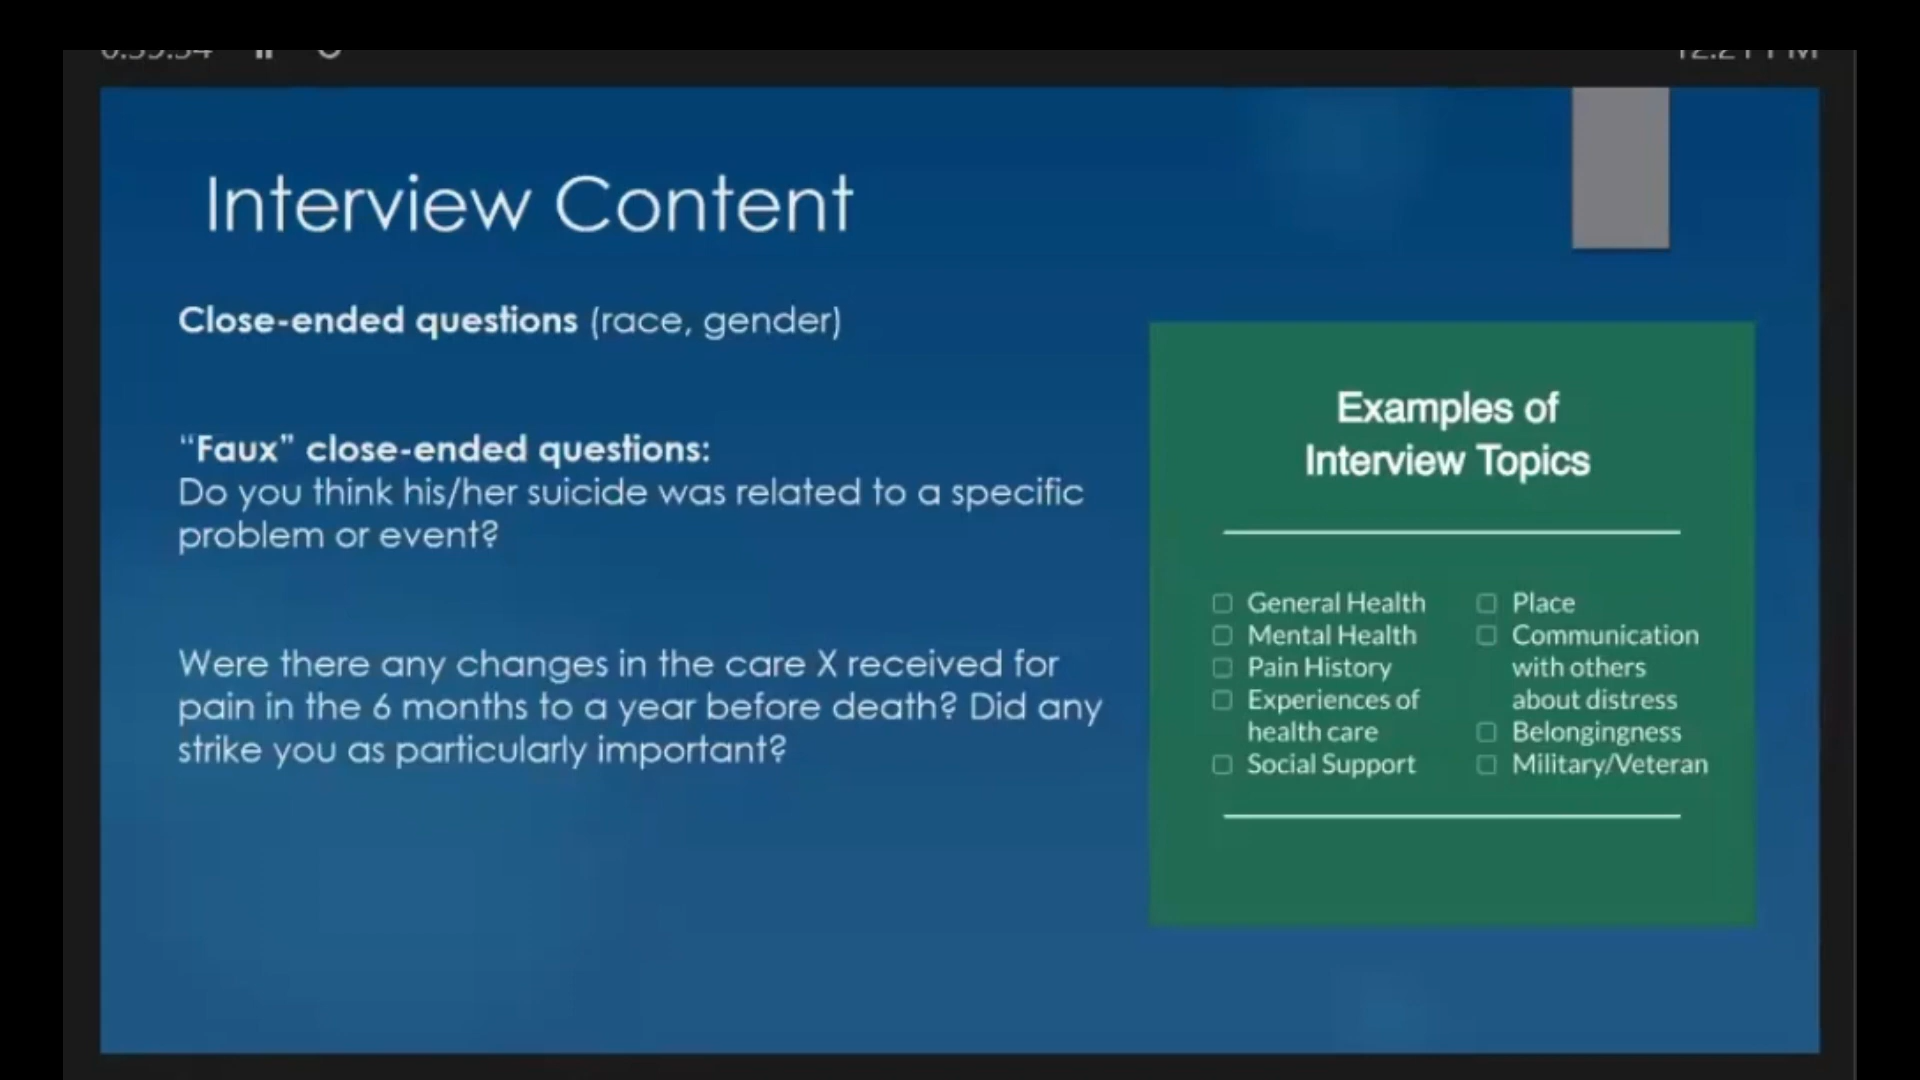 Interview Content
Close-ended questions (race, gender)
“Faux” close-ended questions:
Do you think his/her suicide was related to a specific
problem or event?
Were there any changes in the care X received for
pain in the 6 months to a year before death? Did any
strike you as particularly important?
Examples of
Interview Topics
General Health
Mental Health
Pain History
Experiences of
health care
Social Support
Place
Communication
with others
about distress
Belongingness
Military/Veteran